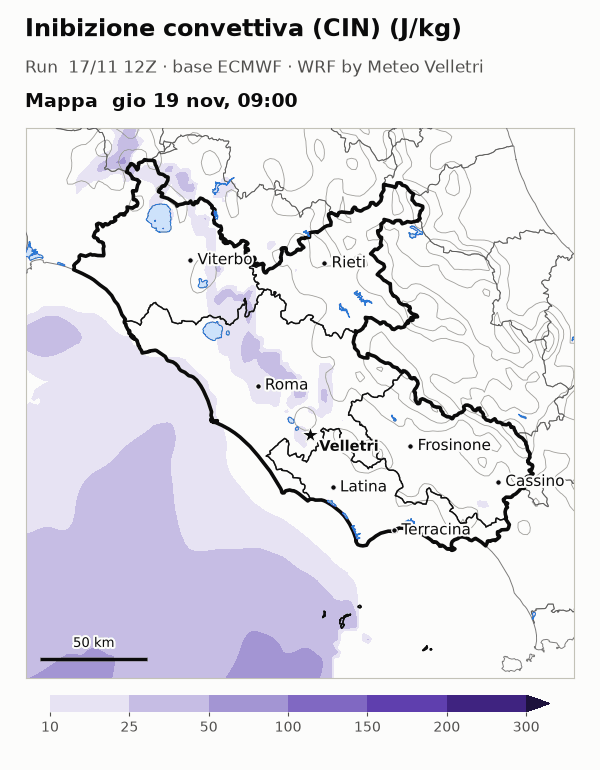 Inibizione convettiva (CIN) (J/kg)
Run  17/11 12Z · base ECMWF · WRF by Meteo Velletri
Mappa  gio 19 nov, 09:00
Viterbo
Rieti
Roma
Velletri
Frosinone
Cassino
Latina
Terracina
50 km
10 25 50 100 150 200 300